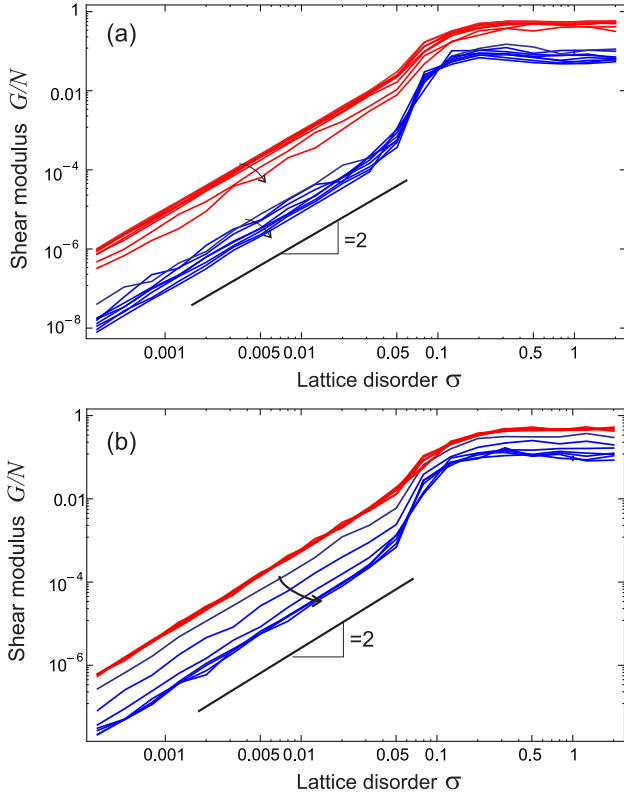 (a)
Shear modulus G/N
1
0.01
10⁻⁴
10⁻⁶
10⁻⁸
=2
0.001 0.005 0.01 0.05 0.1 0.5 1
Lattice disorder σ
(b)
Shear modulus G/N
1
0.01
10⁻⁴
10⁻⁶
=2
0.001 0.005 0.01 0.05 0.1 0.5 1
Lattice disorder σ